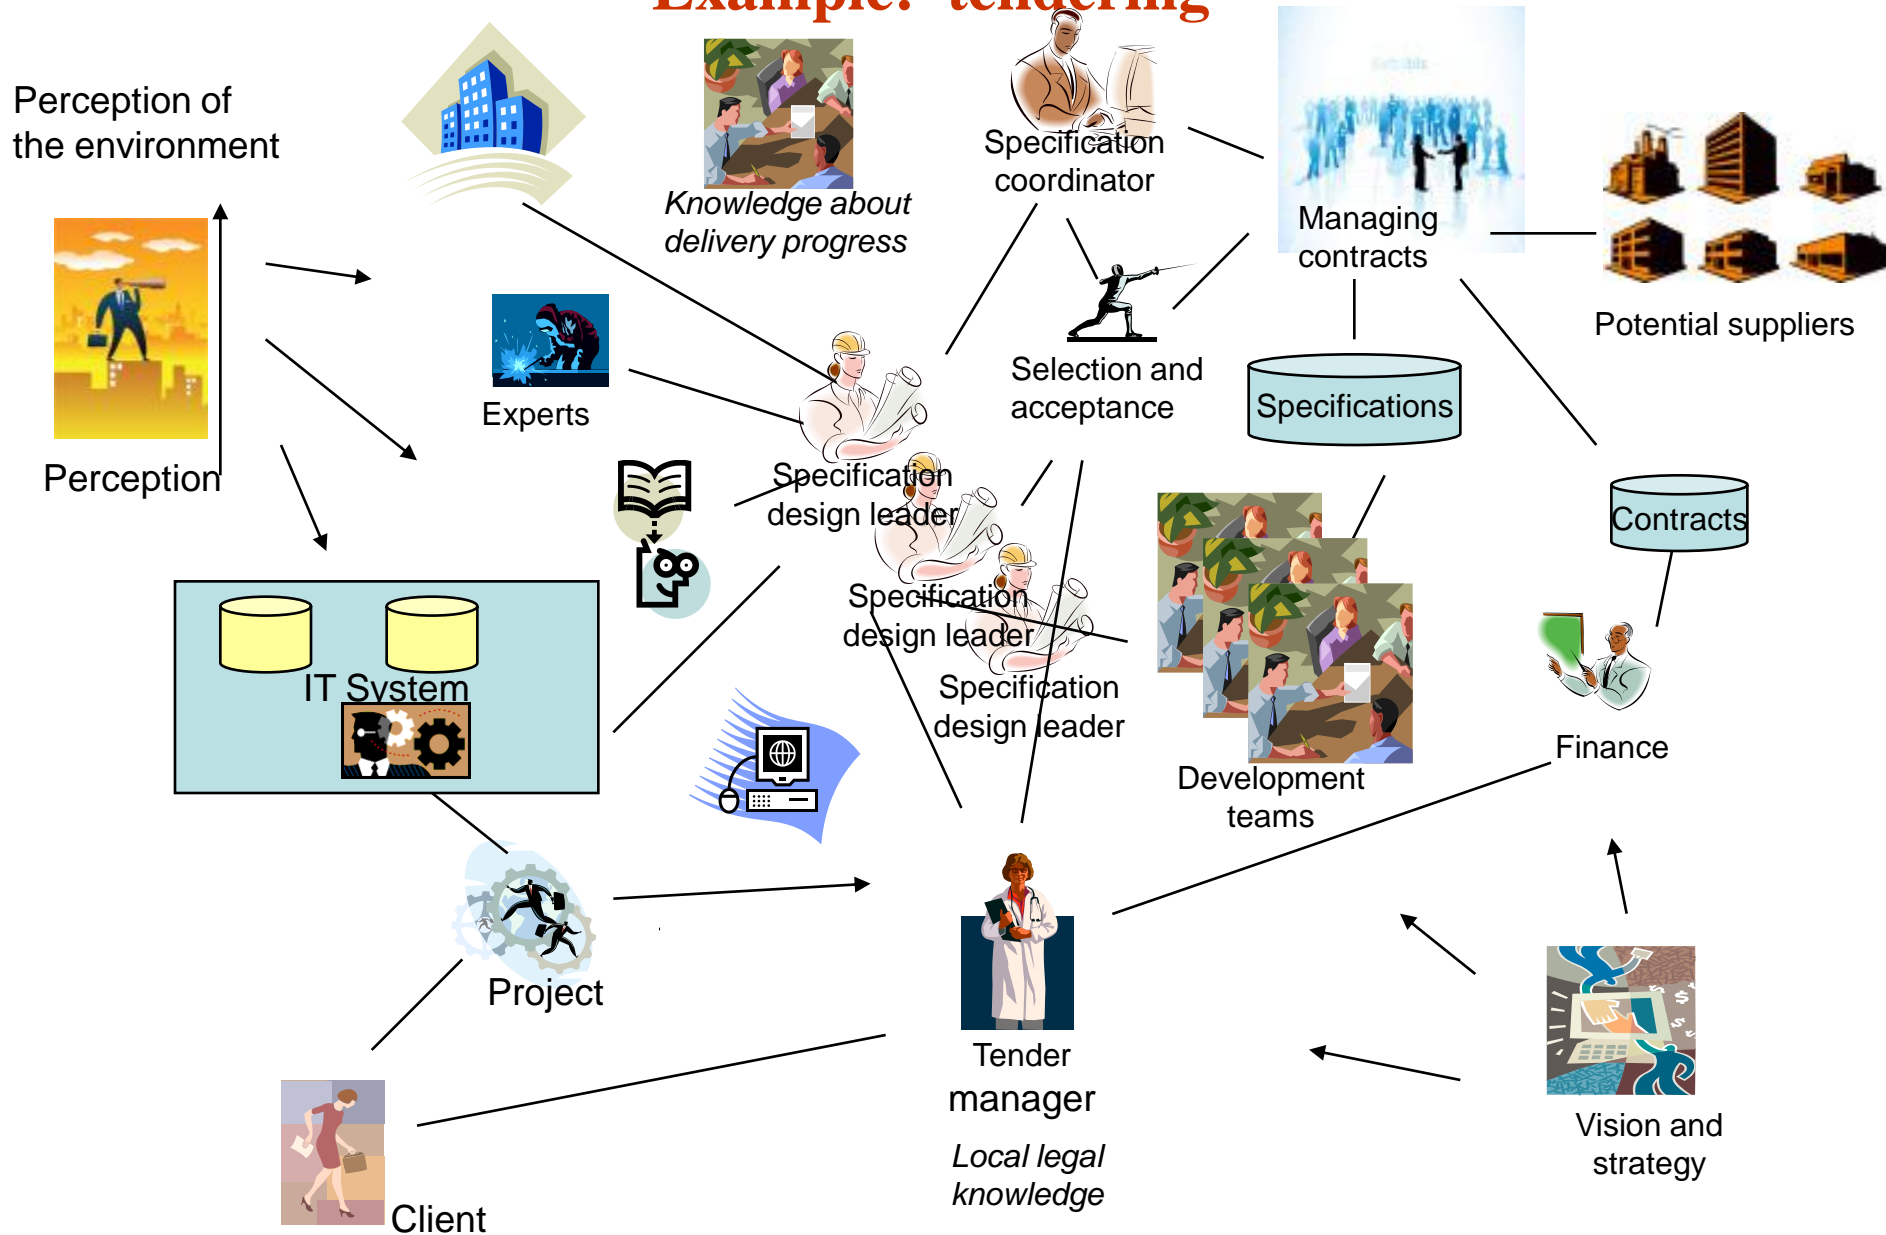 Example: tendering
Perception of
the environment
Knowledge about
delivery progress
Specification
coordinator
Managing
contracts
Potential suppliers
Perception
Experts
Selection and
acceptance
Specifications
Contracts
Specification
design leader
Specification
design leader
Specification
design leader
IT System
Development
teams
Finance
Project
Tender
manager
Local legal
knowledge
Vision and
strategy
Client